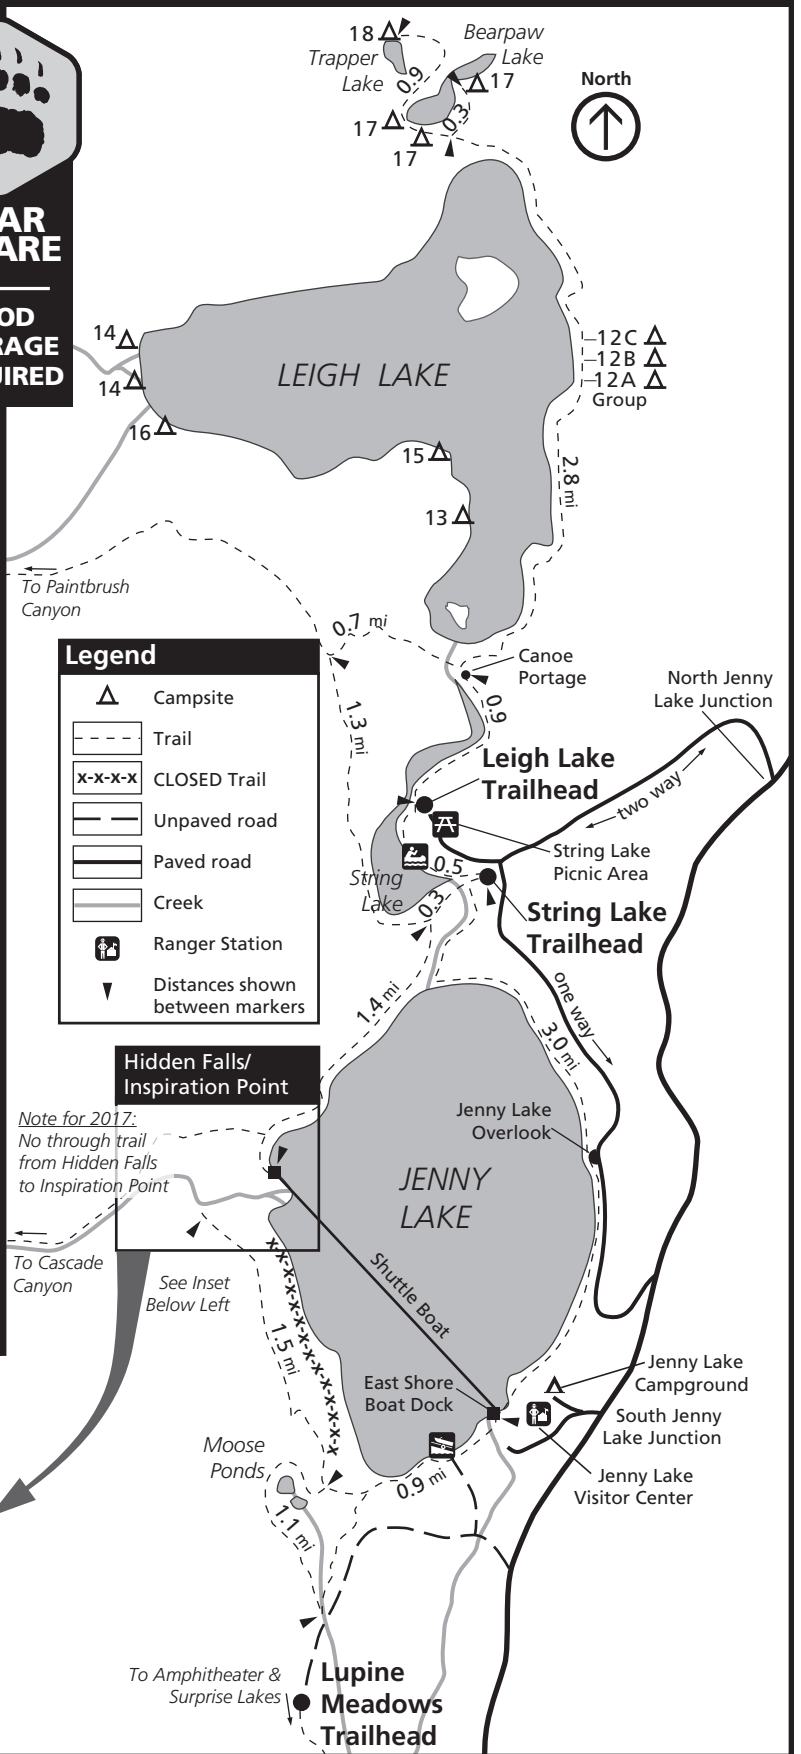 18
Trapper
Lake
Bearpaw
Lake
0.9
17
0.3
17
17
North
LEIGH LAKE
14
14
16
15
13
12C
12B
12A
Group
2.8 mi
To Paintbrush
Canyon
0.7 mi
1.3 mi
Canoe
Portage
0.9
North Jenny
Lake Junction
Legend
Campsite
Trail
x-x-x-x
CLOSED Trail
Unpaved road
Paved road
Creek
Ranger Station
Distances shown
between markers
Leigh Lake
Trailhead
two way
String Lake
Picnic Area
0.5
String
Lake
0.3
String Lake
Trailhead
one way
1.4 mi
3.0 mi
Hidden Falls/
Inspiration Point
Note for 2017:
No through trail
from Hidden Falls
to Inspiration Point
Jenny Lake
Overlook
JENNY
LAKE
To Cascade
Canyon
See Inset
Below Left
Shuttle Boat
x-x-x-x-x-x-x-x-x-x-x-x-x
1.5 mi
East Shore
Boat Dock
Jenny Lake
Campground
South Jenny
Lake Junction
Jenny Lake
Visitor Center
Moose
Ponds
0.9 mi
1.1 mi
To Amphitheater &
Surprise Lakes
Lupine
Meadows
Trailhead